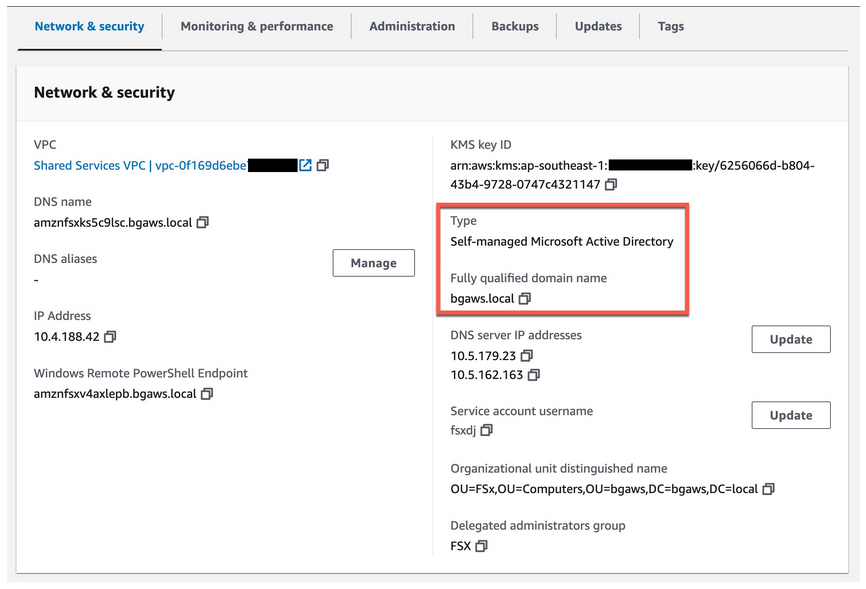 Network & security
Monitoring & performance
Administration
Backups
Updates
Tags
Network & security
VPC
Shared Services VPC | vpc-0f169d6ebe
DNS name
amznfsxks5c9lsc.bgaws.local
DNS aliases
Manage
-
IP Address
10.4.188.42
Windows Remote PowerShell Endpoint
amznfsxv4axlepb.bgaws.local
KMS key ID
arn:aws:kms:ap-southeast-1: :key/6256066d-b804-
43b4-9728-0747c4321147
Type
Self-managed Microsoft Active Directory
Fully qualified domain name
bgaws.local
DNS server IP addresses
Update
10.5.179.23
10.5.162.163
Service account username
Update
fsxdj
Organizational unit distinguished name
OU=FSx,OU=Computers,OU=bgaws,DC=bgaws,DC=local
Delegated administrators group
FSX